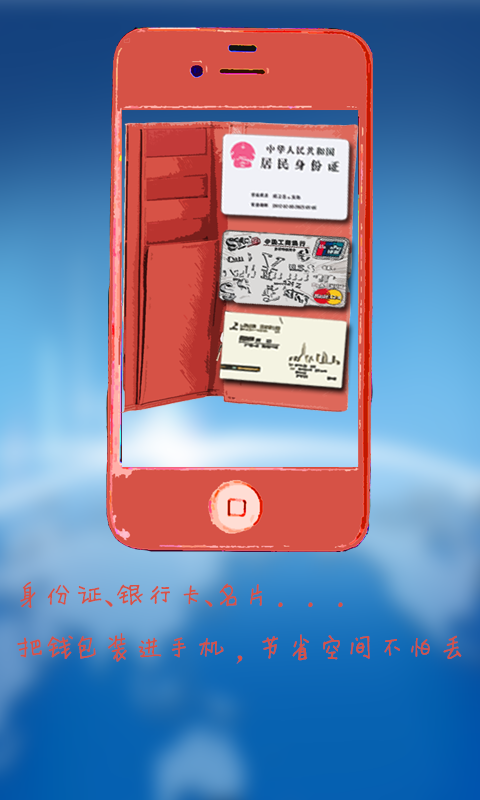 中华人民共和国
居民身份证
中国工商银行
身份证、银行卡、名片...
把钱包装进手机，节省空间不怕丢